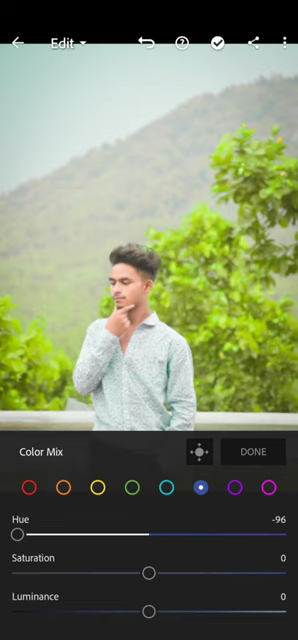 Edit
Color Mix
DONE
Hue
-96
Saturation
0
Luminance
0